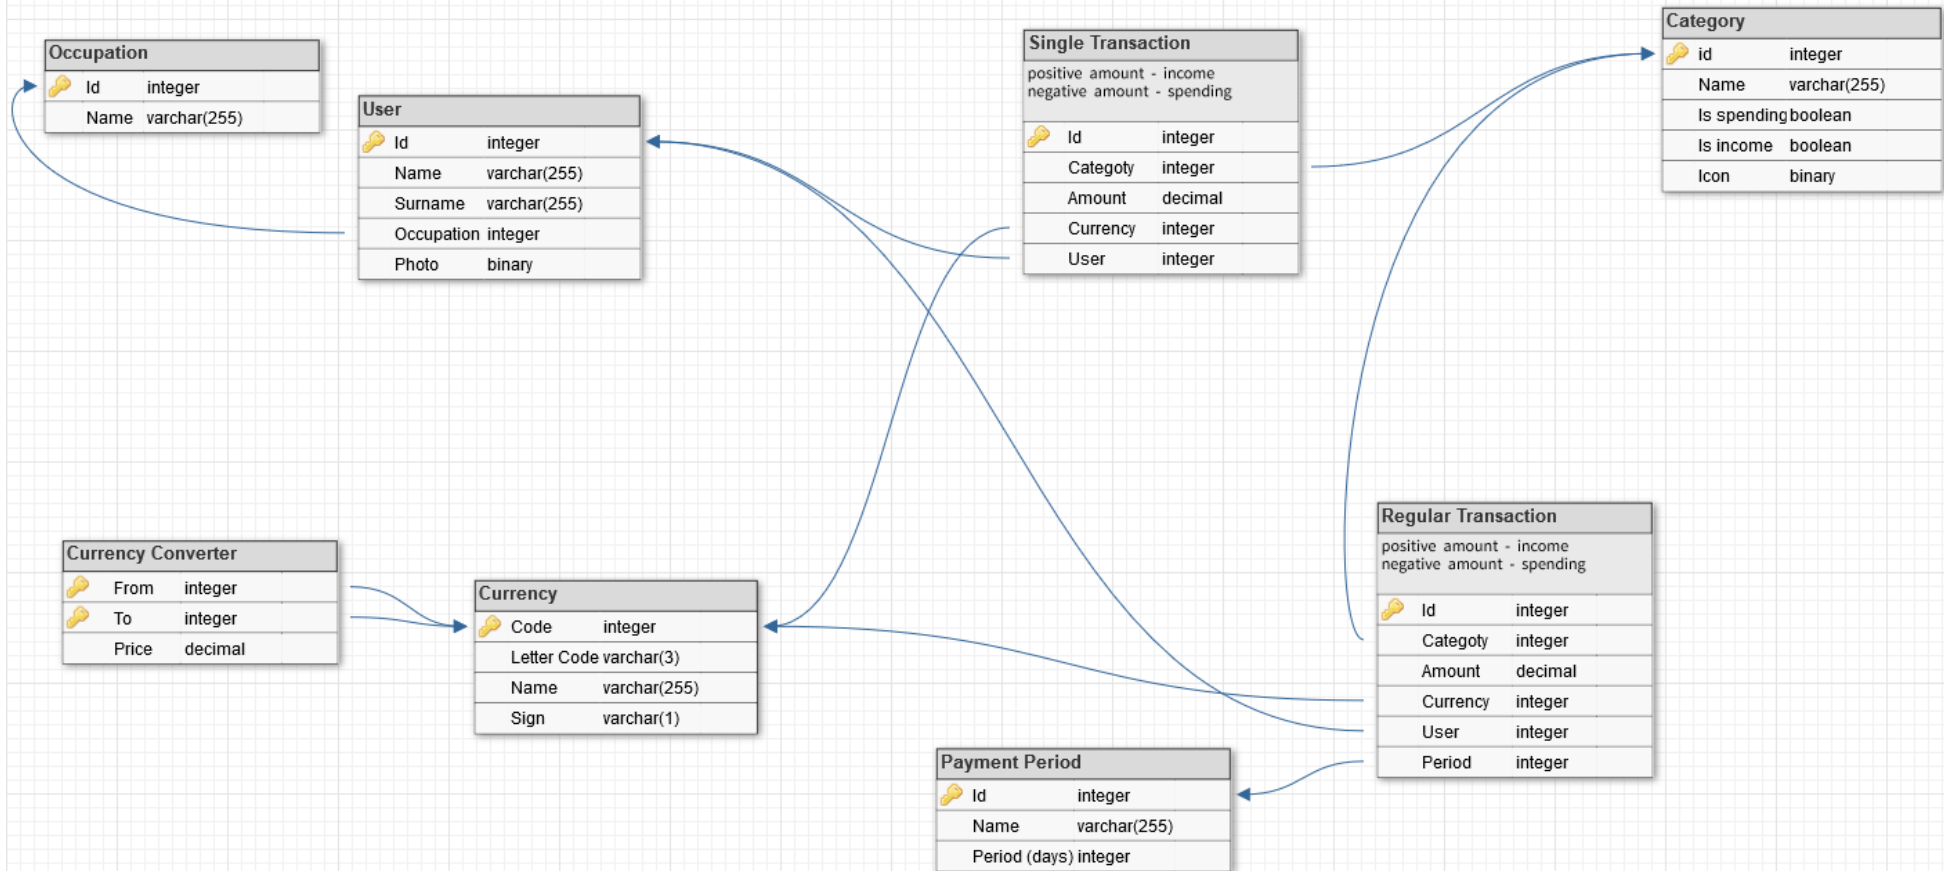 Occupation
Id integer
Name varchar(255)
User
Id integer
Name varchar(255)
Surname varchar(255)
Occupation integer
Photo binary
Single Transaction
positive amount - income
negative amount - spending
Id integer
Categoty integer
Amount decimal
Currency integer
User integer
Category
id integer
Name varchar(255)
Is spending boolean
Is income boolean
Icon binary
Currency Converter
From integer
To integer
Price decimal
Currency
Code integer
Letter Code varchar(3)
Name varchar(255)
Sign varchar(1)
Regular Transaction
positive amount - income
negative amount - spending
Id integer
Categoty integer
Amount decimal
Currency integer
User integer
Period integer
Payment Period
Id integer
Name varchar(255)
Period (days) integer